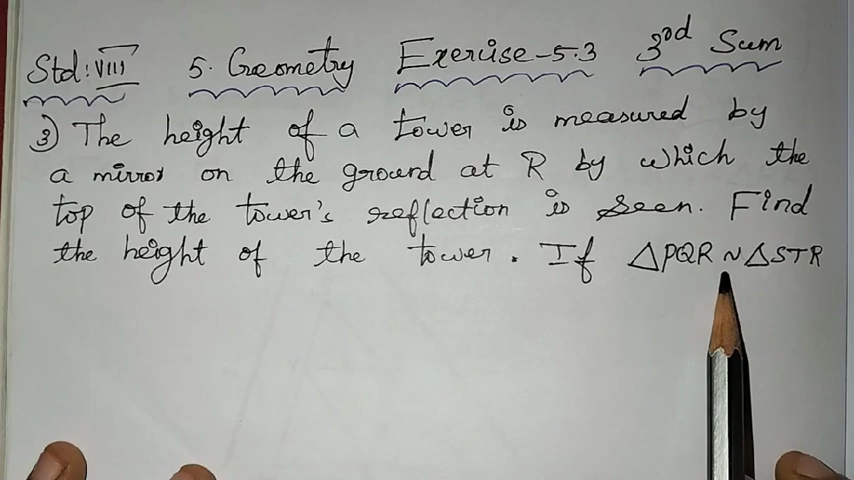 Std: VIII 5. Geometry Exercise-5.3 3rd Sum
3) The height of a tower is measured by
a mirror on the ground at R by which the
top of the tower's reflection is seen. Find
the height of the tower. If △PQR ~ △STR